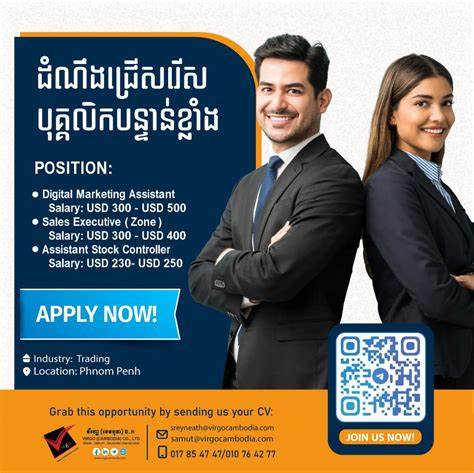 ដំណឹងជ្រើសរើស
បុគ្គលិកបន្ទាន់ខ្លាំង
POSITION:
Digital Marketing Assistant
Salary: USD 300 - USD 500
Sales Executive ( Zone )
Salary: USD 300 - USD 400
Assistant Stock Controller
Salary: USD 230- USD 250
APPLY NOW!
Industry: Trading
Location: Phnom Penh
JOIN US NOW!
Grab this opportunity by sending us your CV:
VIRGO (CAMBODIA) CO., LTD
sreyneath@virgocambodia.com
samut@virgocambodia.com
017 85 47 47/010 76 42 77